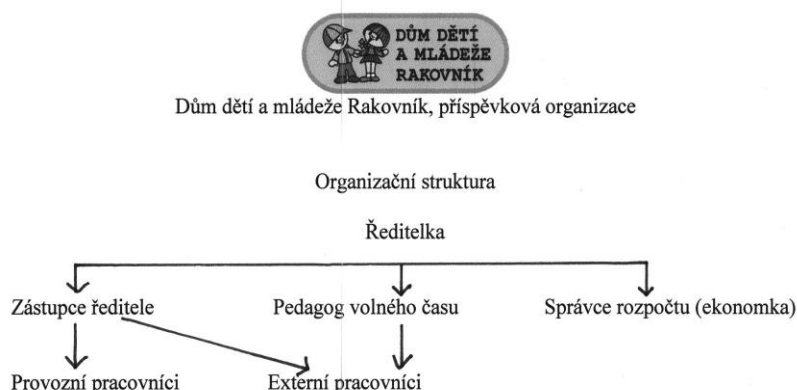 DŮM DĚTÍ
A MLÁDEŽE
RAKOVNÍK
Dům dětí a mládeže Rakovník, příspěvková organizace
Organizační struktura
Ředitelka
Zástupce ředitele Pedagog volného času Správce rozpočtu (ekonomka)
Provozní pracovníci Externí pracovníci